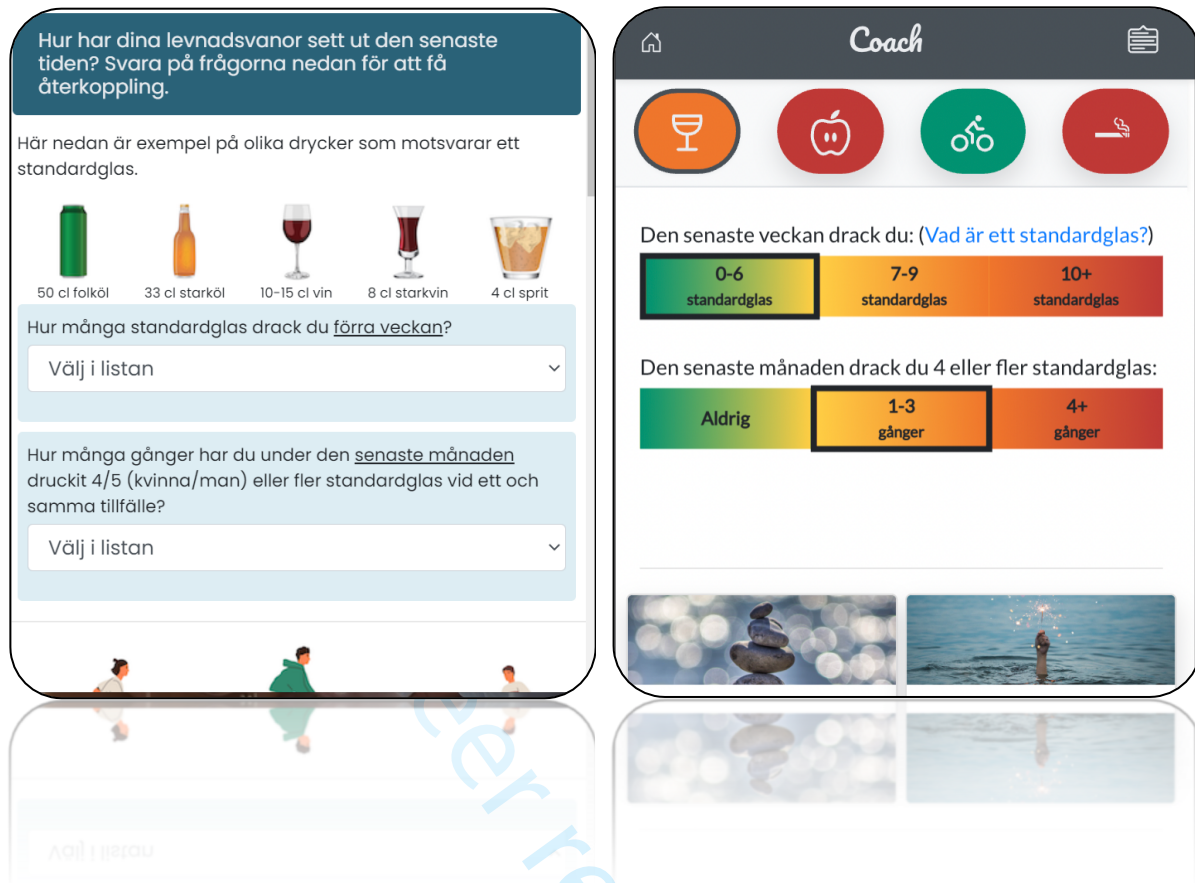 Hur har dina levnadsvanor sett ut den senaste
tiden? Svara på frågorna nedan för att få
återkoppling.
Här nedan är exempel på olika drycker som motsvarar ett
standardglas.
50 cl folköl
33 cl starköl
10-15 cl vin
8 cl starkvin
4 cl sprit
Hur många standardglas drack du förra veckan?
Välj i listan
Hur många gånger har du under den senaste månaden
druckit 4/5 (kvinna/man) eller fler standardglas vid ett och
samma tillfälle?
Välj i listan
Coach
Den senaste veckan drack du: (Vad är ett standardglas?)
0-6
standardglas
7-9
standardglas
10+
standardglas
Den senaste månaden drack du 4 eller fler standardglas:
Aldrig
1-3
gånger
4+
gånger